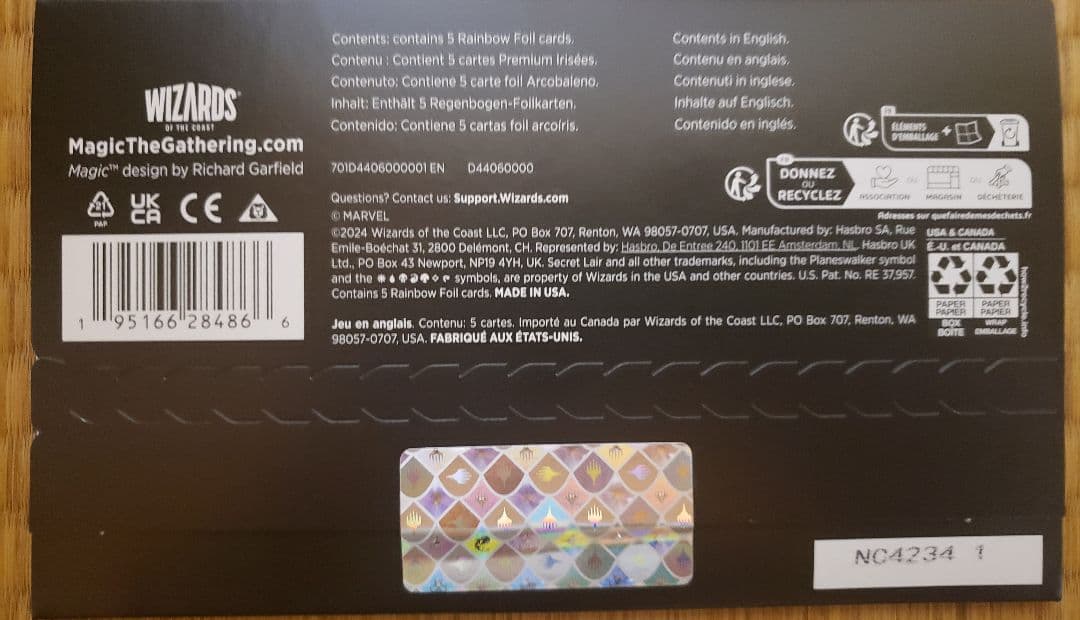 WIZARDS
OF THE COAST
MagicTheGathering.com
Magic™ design by Richard Garfield
21
PAP
UK
CA
CE
1 95166 28486 6
Contents: contains 5 Rainbow Foil cards.
Contenu : Contient 5 cartes Premium Irisées.
Contenuto: Contiene 5 carte foil Arcobaleno.
Inhalt: Enthält 5 Regenbogen-Foilkarten.
Contenido: Contiene 5 cartas foil arcoíris.
Contents in English.
Contenu en anglais.
Contenuti in inglese.
Inhalte auf Englisch.
Contenido en inglés.
701D4406000001 EN D44060000
Questions? Contact us: Support.Wizards.com
© MARVEL
©2024 Wizards of the Coast LLC, PO Box 707, Renton, WA 98057-0707, USA. Manufactured by: Hasbro SA, Rue
Emile-Boéchat 31, 2800 Delémont, CH. Represented by: Hasbro, De Entree 240, 1101 EE Amsterdam, NL. Hasbro UK
Ltd., PO Box 43 Newport, NP19 4YH, UK. Secret Lair and all other trademarks, including the Planeswalker symbol
and the symbols, are property of Wizards in the USA and other countries. U.S. Pat. No. RE 37,957.
Contains 5 Rainbow Foil cards. MADE IN USA.
Jeu en anglais. Contenu: 5 cartes. Importé au Canada par Wizards of the Coast LLC, PO Box 707, Renton, WA
98057-0707, USA. FABRIQUÉ AUX ÉTATS-UNIS.
FR
ÉLÉMENTS
D'EMBALLAGE +
FR
DONNEZ
OU
RECYCLEZ
ASSOCIATION OU MAGASIN OU DÉCHÈTERIE
Adresses sur quefairedemesdechets.fr
USA & CANADA
É.-U. et CANADA
PAPER
PAPIER
BOX
BOÎTE
PAPER
PAPIER
WRAP
EMBALLAGE
how2recycle.info
NC4234 1